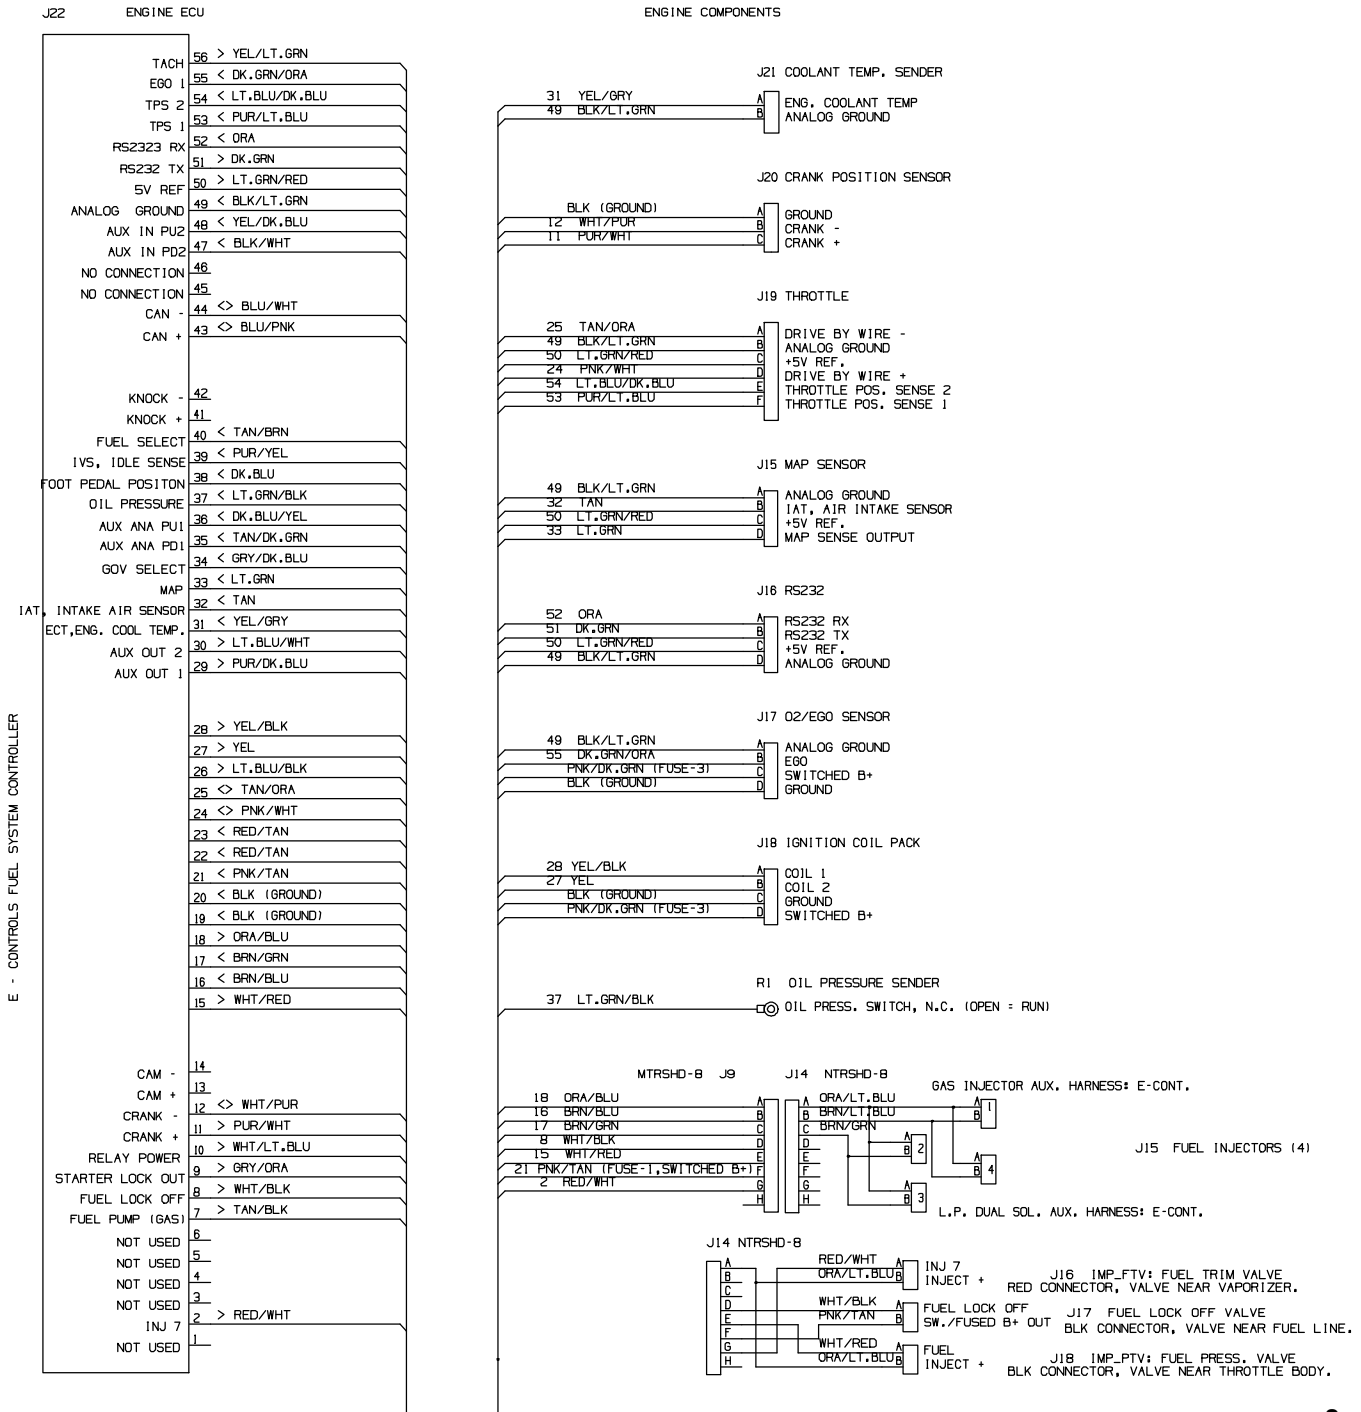 J22 ENGINE ECU
ENGINE COMPONENTS
E - CONTROLS FUEL SYSTEM CONTROLLER
TACH 56 > YEL/LT.GRN
EGO 1 55 < DK.GRN/ORA
TPS 2 54 < LT.BLU/DK.BLU
TPS 1 53 < PUR/LT.BLU
RS2323 RX 52 < ORA
RS232 TX 51 > DK.GRN
5V REF 50 > LT.GRN/RED
ANALOG GROUND 49 < BLK/LT.GRN
AUX IN PU2 48 < YEL/DK.BLU
AUX IN PD2 47 < BLK/WHT
NO CONNECTION 46
NO CONNECTION 45
CAN - 44 <> BLU/WHT
CAN + 43 <> BLU/PNK
KNOCK - 42
KNOCK + 41
FUEL SELECT 40 < TAN/BRN
IVS, IDLE SENSE 39 < PUR/YEL
FOOT PEDAL POSITON 38 < DK.BLU
OIL PRESSURE 37 < LT.GRN/BLK
AUX ANA PU1 36 < DK.BLU/YEL
AUX ANA PD1 35 < TAN/DK.GRN
GOV SELECT 34 < GRY/DK.BLU
MAP 33 < LT.GRN
IAT, INTAKE AIR SENSOR 32 < TAN
ECT,ENG. COOL TEMP. 31 < YEL/GRY
AUX OUT 2 30 > LT.BLU/WHT
AUX OUT 1 29 > PUR/DK.BLU
28 > YEL/BLK
27 > YEL
26 > LT.BLU/BLK
25 <> TAN/ORA
24 <> PNK/WHT
23 < RED/TAN
22 < RED/TAN
21 < PNK/TAN
20 < BLK (GROUND)
19 < BLK (GROUND)
18 > ORA/BLU
17 < BRN/GRN
16 < BRN/BLU
15 > WHT/RED
CAM - 14
CAM + 13
CRANK - 12 <> WHT/PUR
CRANK + 11 > PUR/WHT
RELAY POWER 10 > WHT/LT.BLU
STARTER LOCK OUT 9 > GRY/ORA
FUEL LOCK OFF 8 > WHT/BLK
FUEL PUMP (GAS) 7 > TAN/BLK
NOT USED 6
NOT USED 5
NOT USED 4
NOT USED 3
INJ 7 2 > RED/WHT
NOT USED 1
J21 COOLANT TEMP. SENDER
31 YEL/GRY A ENG. COOLANT TEMP
49 BLK/LT.GRN B ANALOG GROUND
J20 CRANK POSITION SENSOR
BLK (GROUND) A GROUND
12 WHT/PUR B CRANK -
11 PUR/WHT C CRANK +
J19 THROTTLE
25 TAN/ORA A DRIVE BY WIRE -
49 BLK/LT.GRN B ANALOG GROUND
50 LT.GRN/RED C +5V REF.
24 PNK/WHT D DRIVE BY WIRE +
54 LT.BLU/DK.BLU E THROTTLE POS. SENSE 2
53 PUR/LT.BLU F THROTTLE POS. SENSE 1
J15 MAP SENSOR
49 BLK/LT.GRN A ANALOG GROUND
32 TAN B IAT, AIR INTAKE SENSOR
50 LT.GRN/RED C +5V REF.
33 LT.GRN D MAP SENSE OUTPUT
J16 RS232
52 ORA A RS232 RX
51 DK.GRN B RS232 TX
50 LT.GRN/RED C +5V REF.
49 BLK/LT.GRN D ANALOG GROUND
J17 O2/EGO SENSOR
49 BLK/LT.GRN A ANALOG GROUND
55 DK.GRN/ORA B EGO
PNK/DK.GRN (FUSE-3) C SWITCHED B+
BLK (GROUND) D GROUND
J18 IGNITION COIL PACK
28 YEL/BLK A COIL 1
27 YEL B COIL 2
BLK (GROUND) C GROUND
PNK/DK.GRN (FUSE-3) D SWITCHED B+
R1 OIL PRESSURE SENDER
37 LT.GRN/BLK OIL PRESS. SWITCH, N.C. (OPEN = RUN)
MTRSHD-8 J9 J14 NTRSHD-8
GAS INJECTOR AUX. HARNESS: E-CONT.
18 ORA/BLU A A ORA/LT.BLU A 1
16 BRN/BLU B B BRN/LT.BLU B
17 BRN/GRN C C BRN/GRN
8 WHT/BLK D D A
15 WHT/RED E E B 2
21 PNK/TAN (FUSE-1,SWITCHED B+) F F
2 RED/WHT G G
H H
J15 FUEL INJECTORS (4)
A
B 4
A
B 3
L.P. DUAL SOL. AUX. HARNESS: E-CONT.
J14 NTRSHD-8
A
B
C
D
E
F
G
H
RED/WHT A INJ 7
ORA/LT.BLU B INJECT +
J16 IMP_FTV: FUEL TRIM VALVE
RED CONNECTOR, VALVE NEAR VAPORIZER.
WHT/BLK A FUEL LOCK OFF
PNK/TAN B SW./FUSED B+ OUT
J17 FUEL LOCK OFF VALVE
BLK CONNECTOR, VALVE NEAR FUEL LINE.
WHT/RED A FUEL
ORA/LT.BLU B INJECT +
J18 IMP_PTV: FUEL PRESS. VALVE
BLK CONNECTOR, VALVE NEAR THROTTLE BODY.